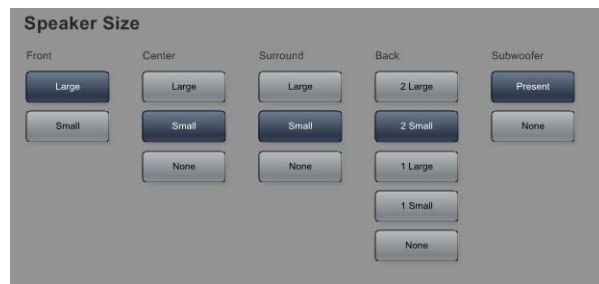 Speaker Size
Front Center Surround Back Subwoofer
Large Large Large 2 Large Present
Small Small Small 2 Small None
None None 1 Large
1 Small
None